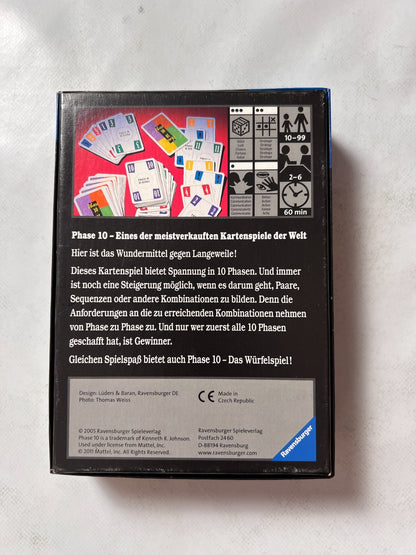 10–99
2–6
60 min
Phase 10 – Eines der meistverkauften Kartenspiele der Welt
Hier ist das Wundermittel gegen Langeweile!
Dieses Kartenspiel bietet Spannung in 10 Phasen. Und immer
ist noch eine Steigerung möglich, wenn es darum geht, Paare,
Sequenzen oder andere Kombinationen zu bilden. Denn die
Anforderungen an die zu erreichenden Kombinationen nehmen
von Phase zu Phase zu. Und nur wer zuerst alle 10 Phasen
geschafft hat, ist Gewinner.
Gleichen Spielspaß bietet auch Phase 10 – Das Würfelspiel!
Design: Lüders & Baran, Ravensburger DE
Photo: Thomas Weiss
CE Made in
Czech Republic
© 2005 Ravensburger Spieleverlag
Phase 10 is a trademark of Kenneth R. Johnson.
Used under license from Mattel, Inc.
© 2011 Mattel, Inc. All Rights Reserved.
Ravensburger Spieleverlag
Postfach 24 60
D-88194 Ravensburg
www.ravensburger.com
Ravensburger